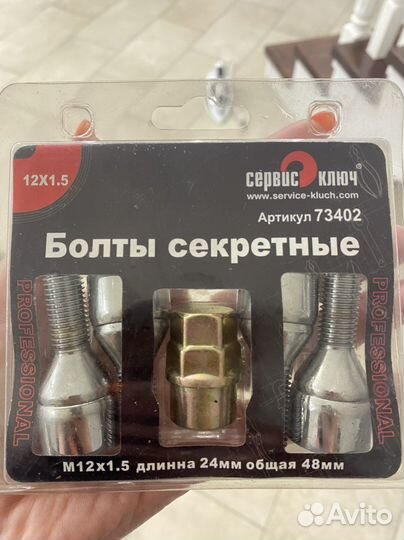 12X1.5
сервис ключ
www.service-kluch.com
Артикул 73402
Болты секретные
PROFESSIONAL
PROFESSIONAL
М12х1.5 длинна 24мм общая 48мм
Avito